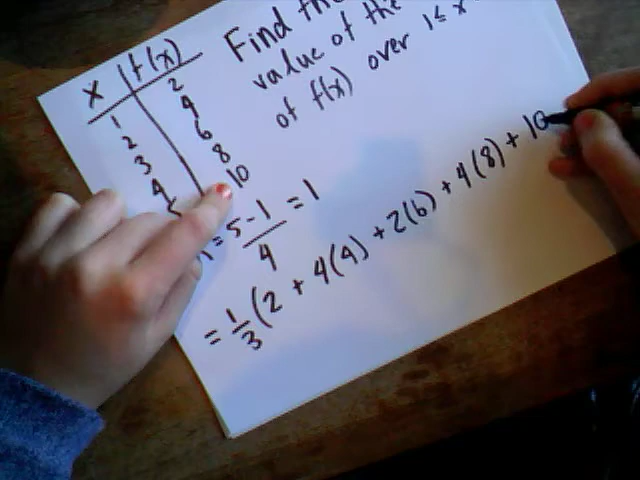 x | f(x)
1 2
2 4
3 6
4 8
5 10
Find the
value of the
of f(x) over 1 ≤ x
= 5-1/4 = 1
= 1/3 (2 + 4(4) + 2(6) + 4(8) + 10